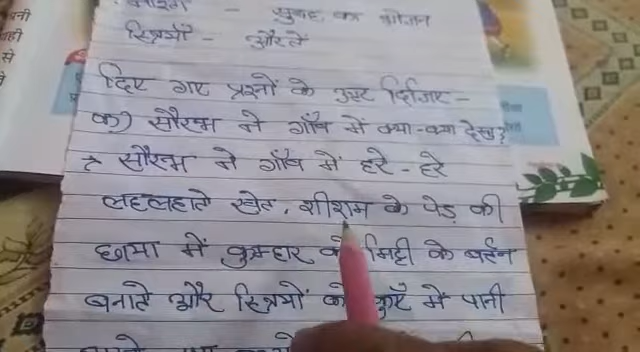 सुबह का भोजन
स्त्रियाँ - औरतें
दिए गए प्रश्नों के उत्तर दिजिए -
क) सौरभ ने गाँव में क्या-क्या देखा?
→ सौरभ ने गाँव में हरे - हरे
लहलहाते खेत, शीशम के पेड़ की
छाया में कुम्हार को मिट्टी के बर्तन
बनाते और स्त्रियों को कुएँ में पानी